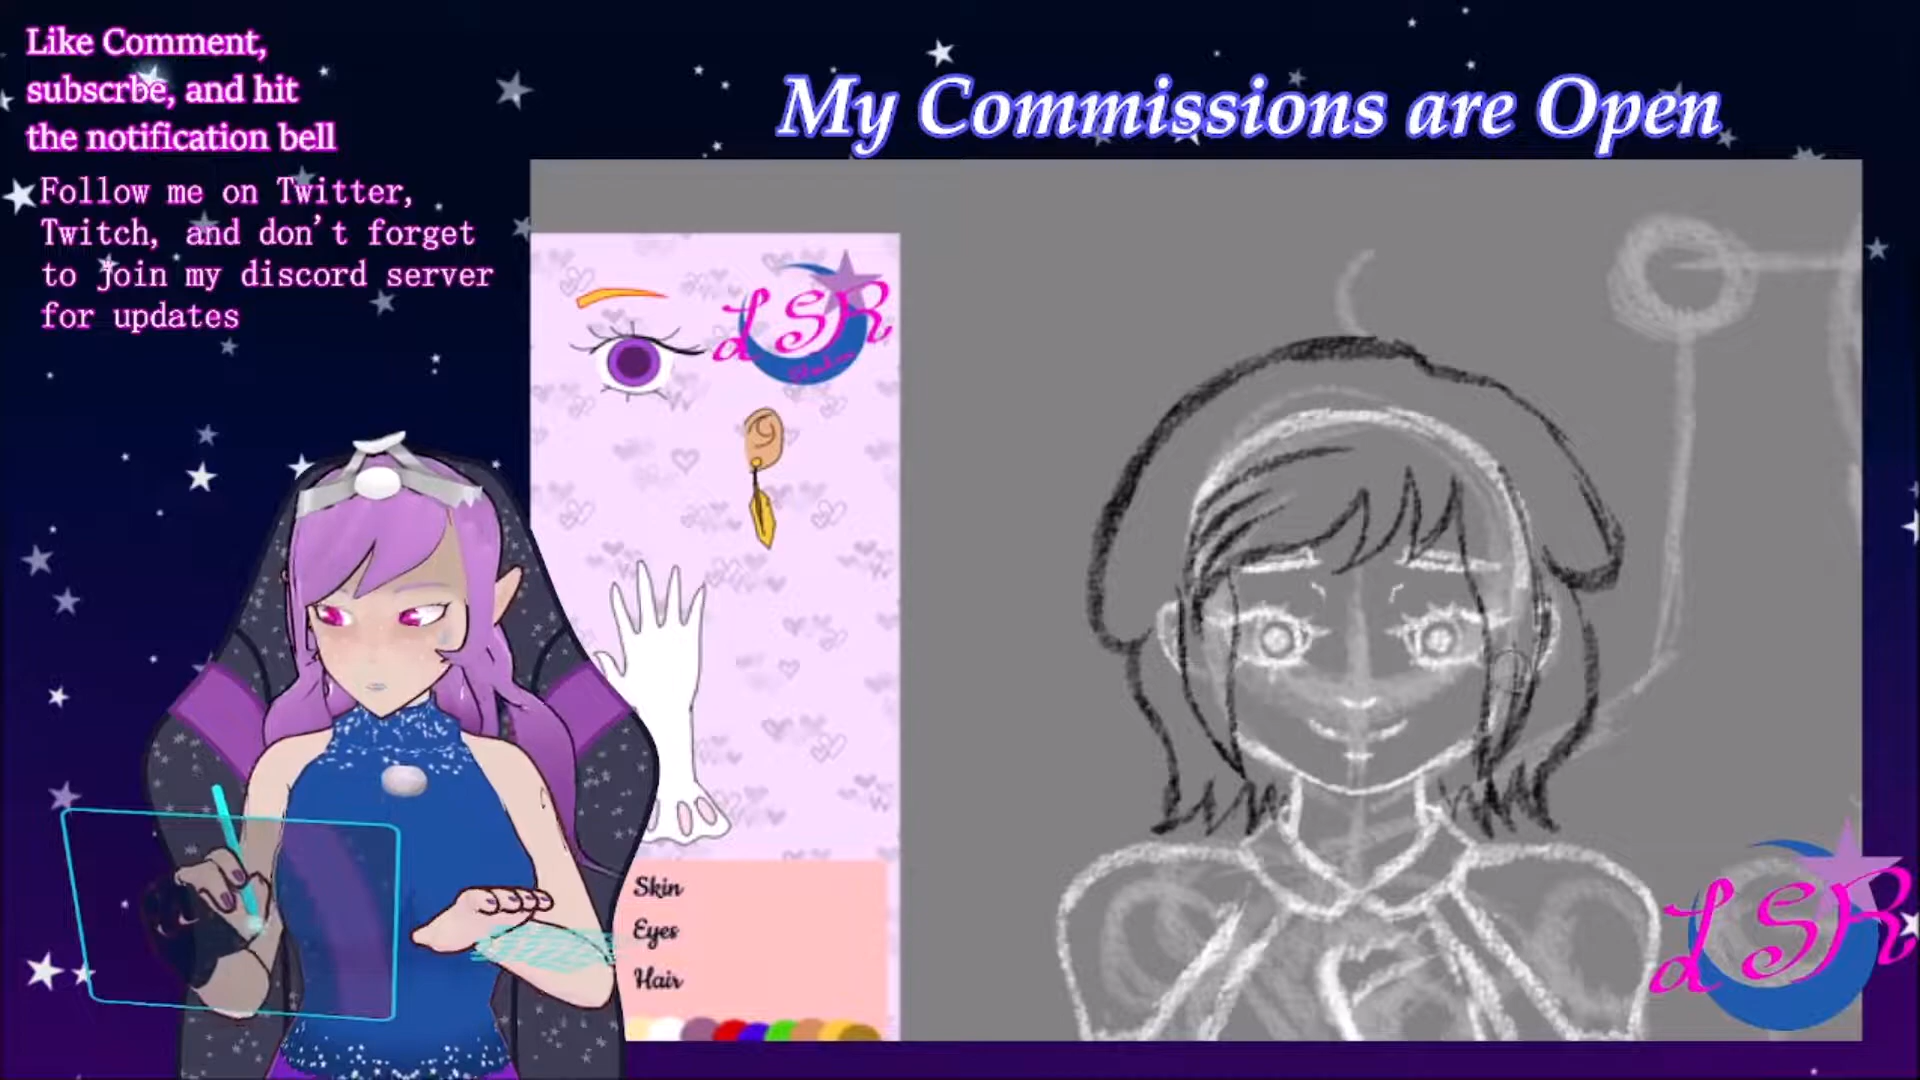 Like Comment,
subscrbe, and hit
the notification bell
Follow me on Twitter,
Twitch, and don't forget
to join my discord server
for updates
My Commissions are Open
LSR
Skin
Eyes
Hair
LSR